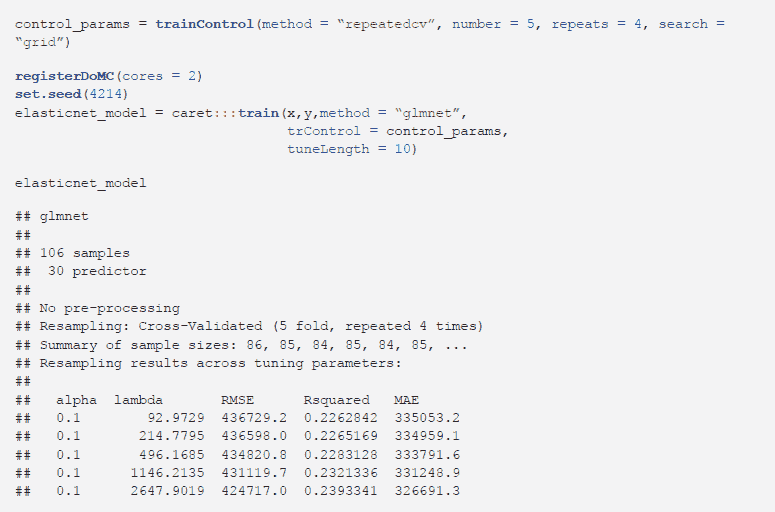 control_params = trainControl(method = “repeatedcv”, number = 5, repeats = 4, search =
“grid”)
registerDoMC(cores = 2)
set.seed(4214)
elasticnet_model = caret:::train(x,y,method = “glmnet”,
trControl = control_params,
tuneLength = 10)
elasticnet_model
## glmnet
##
## 106 samples
##  30 predictor
##
## No pre-processing
## Resampling: Cross-Validated (5 fold, repeated 4 times)
## Summary of sample sizes: 86, 85, 84, 85, 84, 85, ...
## Resampling results across tuning parameters:
##
##   alpha  lambda       RMSE      Rsquared   MAE
##   0.1        92.9729  436729.2  0.2262842  335053.2
##   0.1       214.7795  436598.0  0.2265169  334959.1
##   0.1       496.1685  434820.8  0.2283128  333791.6
##   0.1      1146.2135  431119.7  0.2321336  331248.9
##   0.1      2647.9019  424717.0  0.2393341  326691.3